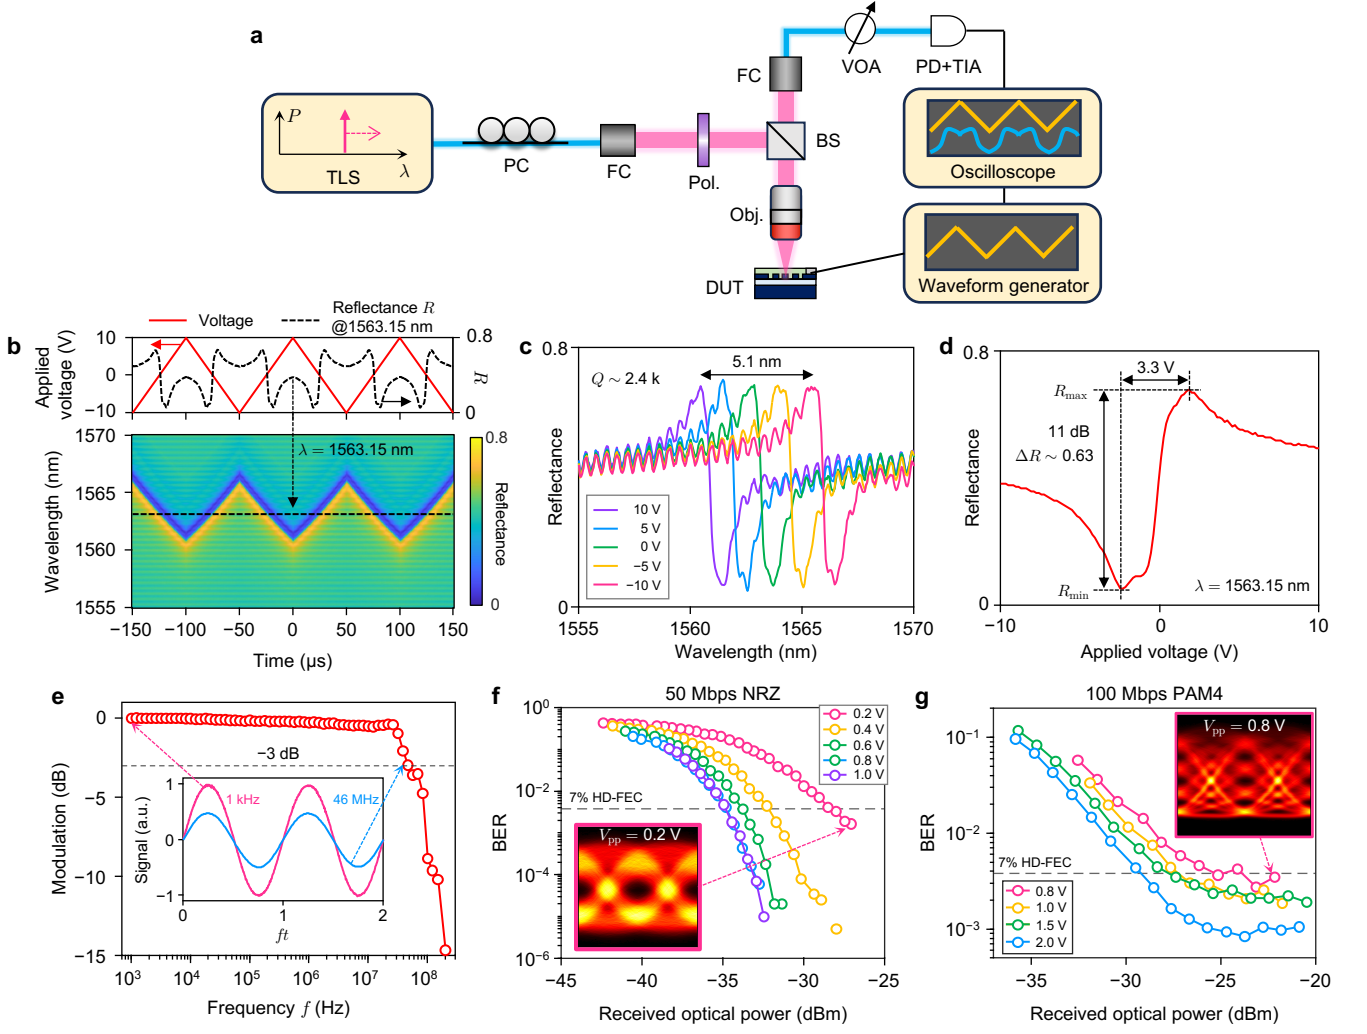 a
P
λ
TLS
PC
FC
Pol.
BS
Obj.
DUT
FC
VOA
PD+TIA
Oscilloscope
Waveform generator
b
Voltage
Reflectance R
@1563.15 nm
Applied
voltage (V)
10
0
−10
0.8
R
0
1570
1565
1560
1555
Wavelength (nm)
λ = 1563.15 nm
0.8
Reflectance
0
−150
−100
−50
0
50
100
150
Time (μs)
c
0.8
Q ~ 2.4 k
5.1 nm
Reflectance
10 V
5 V
0 V
−5 V
−10 V
0
1555
1560
1565
1570
Wavelength (nm)
d
0.8
3.3 V
Rmax
11 dB
ΔR ~ 0.63
Reflectance
Rmin
λ = 1563.15 nm
0
−10
0
10
Applied voltage (V)
e
0
−5
−10
−15
Modulation (dB)
−3 dB
1
0
−1
Signal (a.u.)
1 kHz
46 MHz
0
1
2
ft
10³
10⁴
10⁵
10⁶
10⁷
10⁸
Frequency f (Hz)
f
50 Mbps NRZ
10⁰
10⁻²
10⁻⁴
10⁻⁶
BER
0.2 V
0.4 V
0.6 V
0.8 V
1.0 V
7% HD-FEC
Vpp = 0.2 V
−45
−40
−35
−30
−25
Received optical power (dBm)
g
100 Mbps PAM4
10⁻¹
10⁻²
10⁻³
BER
Vpp = 0.8 V
7% HD-FEC
0.8 V
1.0 V
1.5 V
2.0 V
−35
−30
−25
−20
Received optical power (dBm)